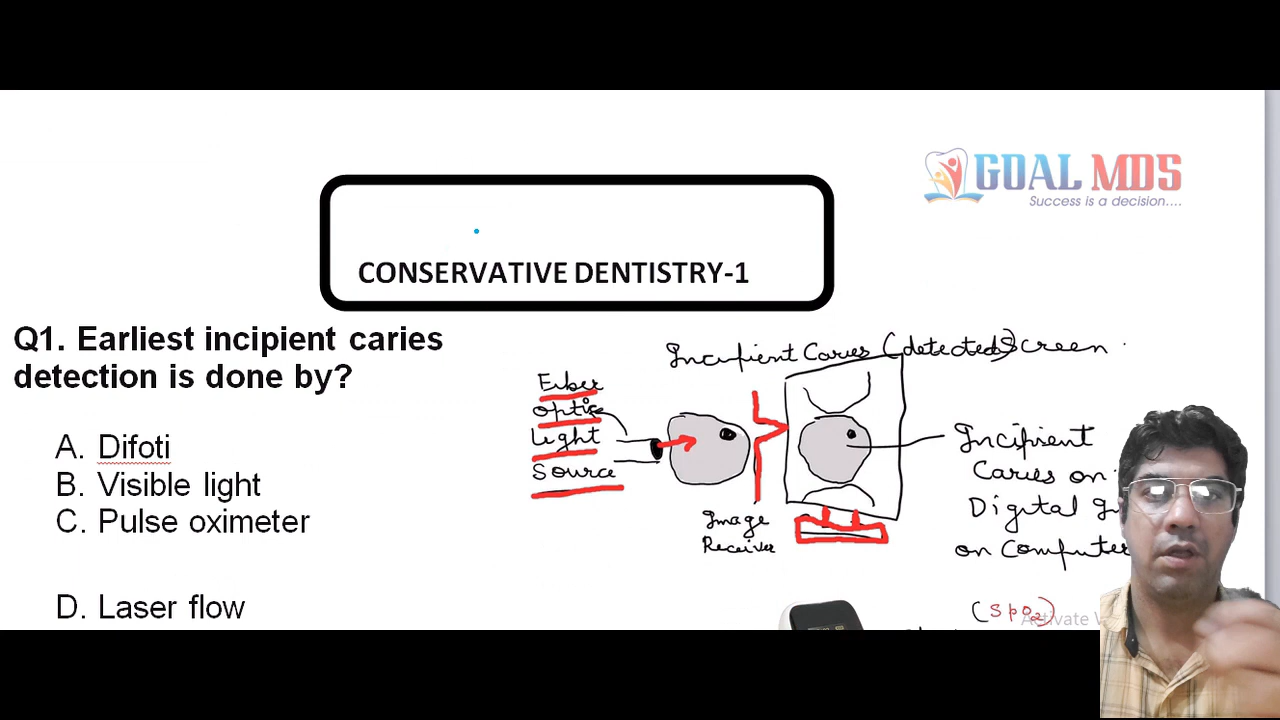 GOAL MDS
Success is a decision....
CONSERVATIVE DENTISTRY-1
Q1. Earliest incipient caries
detection is done by?
A. Difoti
B. Visible light
C. Pulse oximeter
D. Laser flow
Incipient Caries (detected) Screen
Fiber
optic
light
Source
Image
Receiver
Incipient
Caries on
Digital
on Computer
(SpO2)
Activate